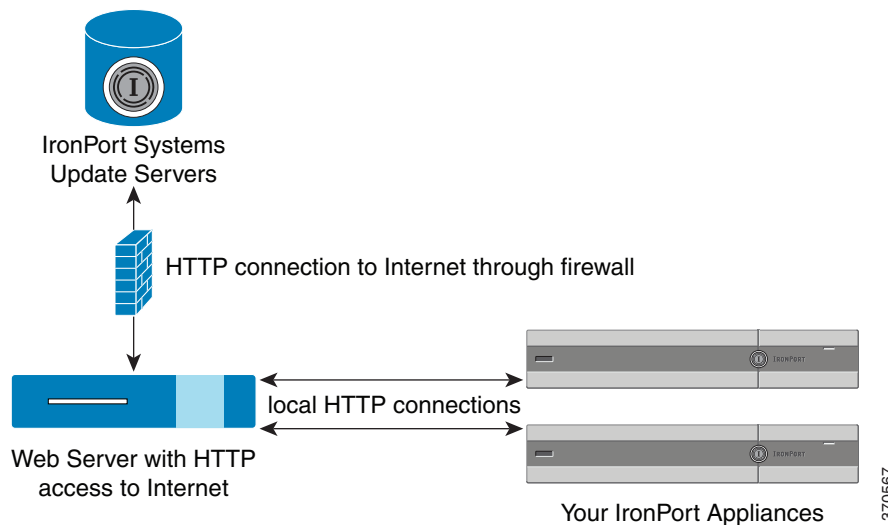 I
IronPort Systems
Update Servers
HTTP connection to Internet through firewall
IRONPORT
local HTTP connections
IRONPORT
Web Server with HTTP
access to Internet
Your IronPort Appliances
370567